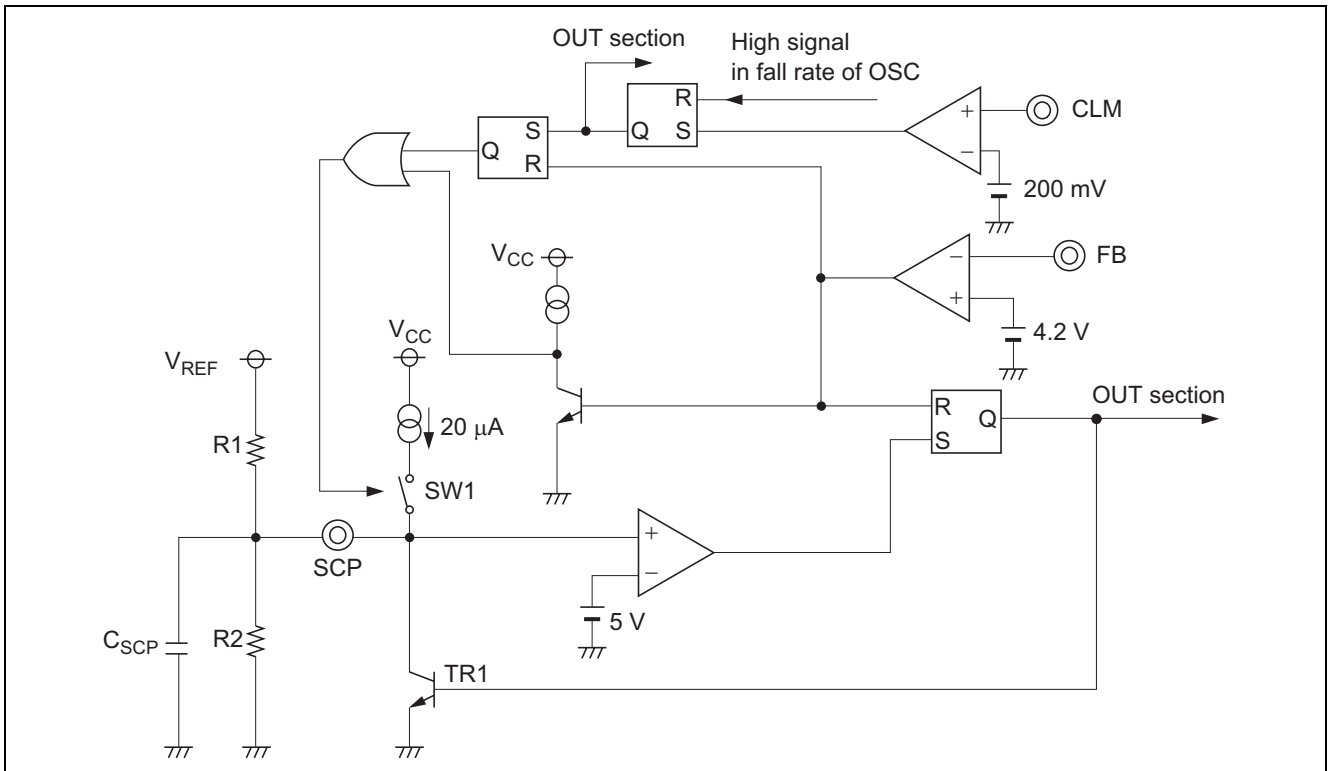 OUT section
High signal
in fall rate of OSC
R
CLM
+
S
Q
S
Q
R
−
200 mV
VCC
FB
−
+
4.2 V
VCC
VREF
OUT section
R
Q
S
20 μA
R1
SW1
+
SCP
−
5 V
CSCP
R2
TR1